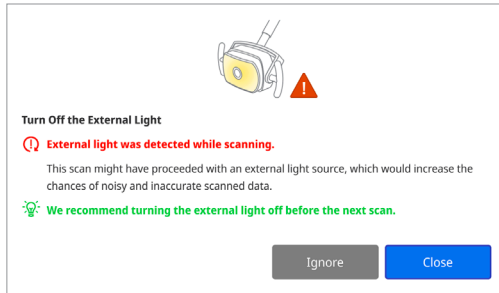 Turn Off the External Light
External light was detected while scanning.
This scan might have proceeded with an external light source, which would increase the
chances of noisy and inaccurate scanned data.
We recommend turning the external light off before the next scan.
Ignore
Close